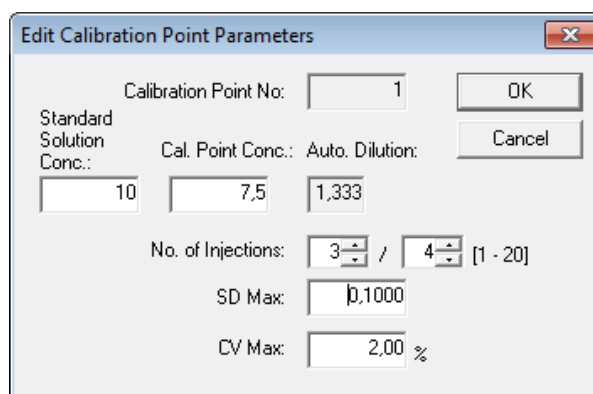 Edit Calibration Point Parameters
Calibration Point No: 1 OK
Standard
Solution
Conc.: Cal. Point Conc.: Auto. Dilution: Cancel
10 7,5 1,333
No. of Injections: 3 / 4 [1 - 20]
SD Max: 0,1000
CV Max: 2,00 %